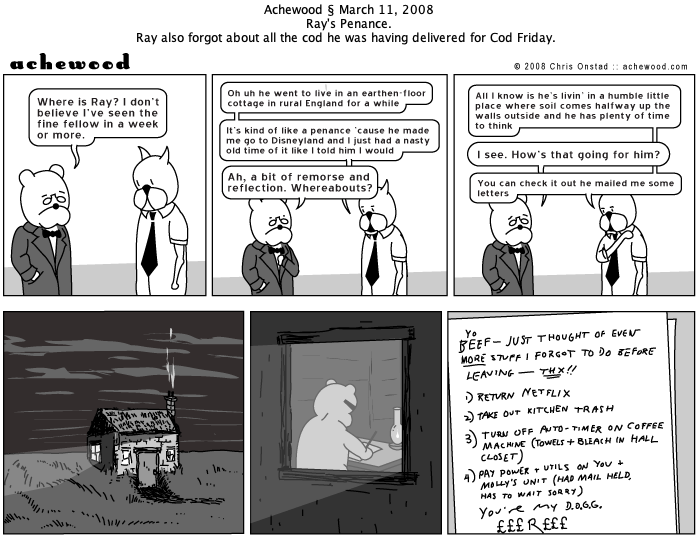 Achewood § March 11, 2008
Ray's Penance.
Ray also forgot about all the cod he was having delivered for Cod Friday.
achewood
© 2008 Chris Onstad :: achewood.com
Where is Ray? I don't
believe I've seen the
fine fellow in a week
or more.
Oh uh he went to live in an earthen-floor
cottage in rural England for a while
It's kind of like a penance 'cause he made
me go to Disneyland and I just had a nasty
old time of it like I told him I would
Ah, a bit of remorse and
reflection. Whereabouts?
All I know is he's livin' in a humble little
place where soil comes halfway up the
walls outside and he has plenty of time
to think
I see. How's that going for him?
You can check it out he mailed me some
letters
Yo
BEEF — JUST THOUGHT OF EVEN
MORE STUFF I FORGOT TO DO BEFORE
LEAVING — THX!!
1) RETURN NETFLIX
2) TAKE OUT KITCHEN TRASH
3) TURN OFF AUTO-TIMER ON COFFEE
MACHINE (TOWELS + BLEACH IN HALL
CLOSET)
4) PAY POWER + UTILS ON YOU +
MOLLY'S UNIT (HAD MAIL HELD,
HAS TO WAIT SORRY)
YOU'RE MY D.O.G.G.
£££ R £££